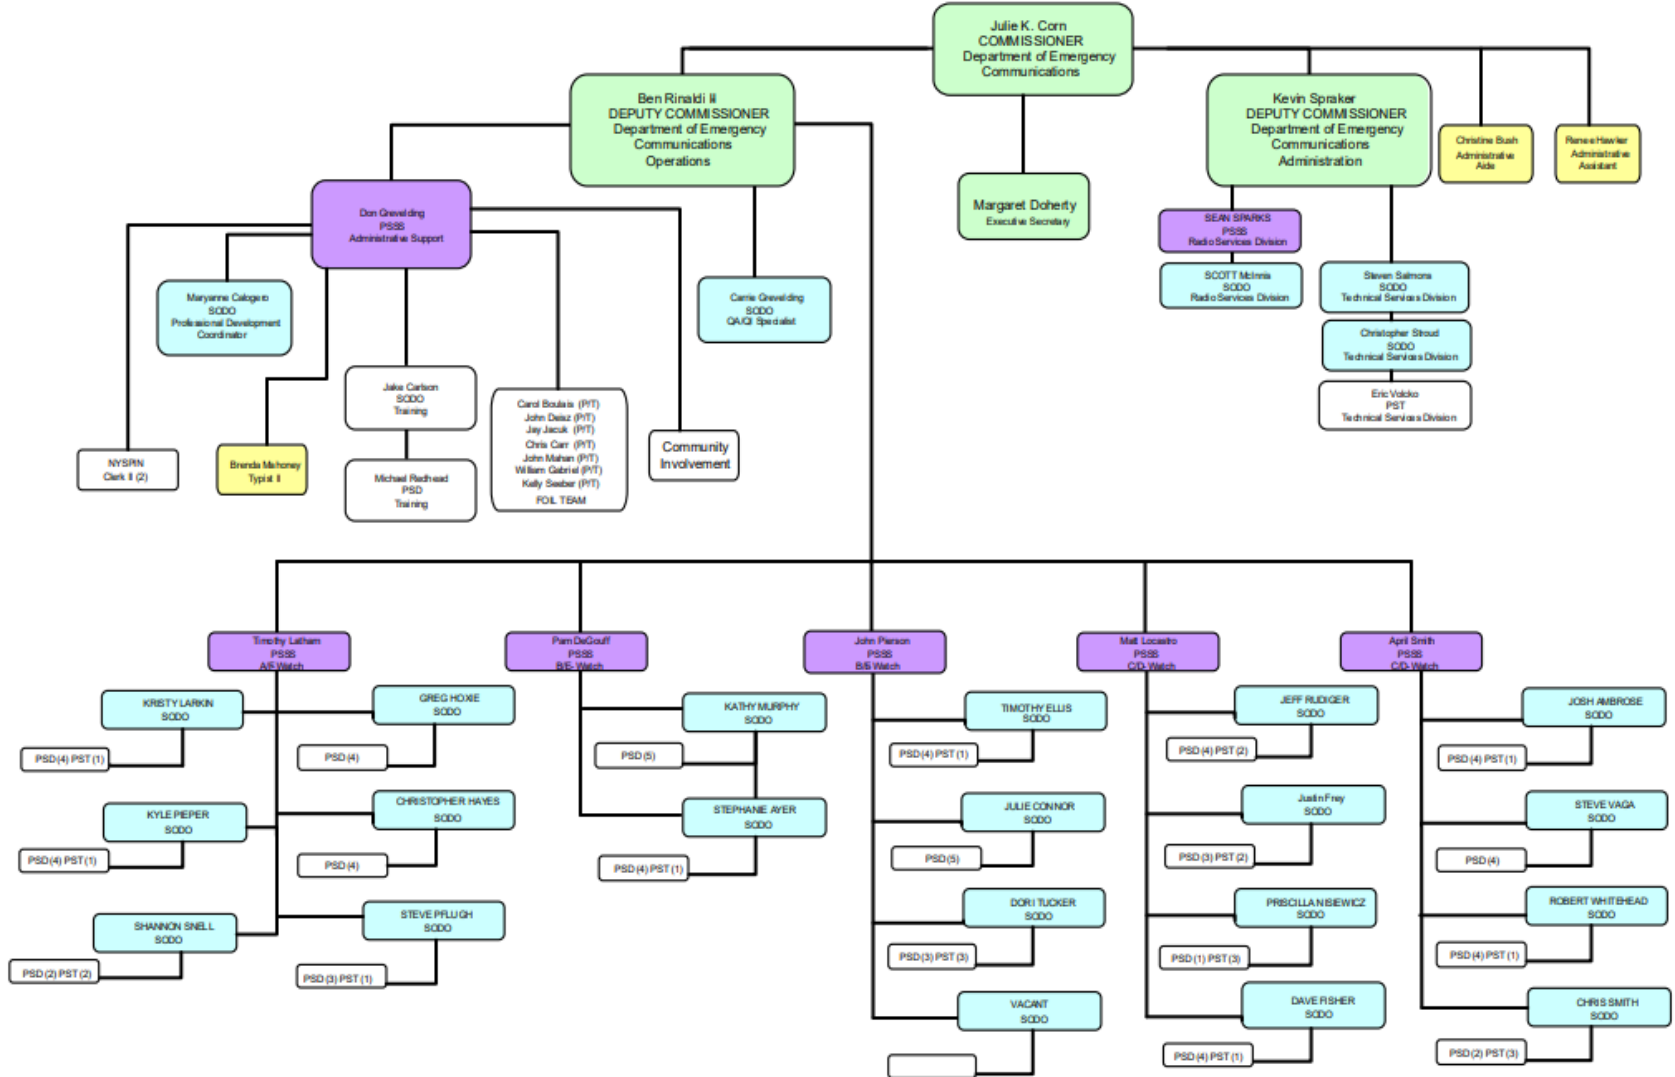 Julie K. Corn
COMMISSIONER
Department of Emergency
Communications
Ben Rinaldi III
DEPUTY COMMISSIONER
Department of Emergency
Communications
Operations
Kevin Spraker
DEPUTY COMMISSIONER
Department of Emergency
Communications
Administration
Christine Bush
Administrative
Aide
Renee Hawker
Administrative
Assistant
Margaret Doherty
Executive Secretary
Don Grevelding
PSSS
Administrative Support
SEAN SPARKS
PSSS
Radio Services Division
SCOTT McInnis
SODO
Radio Services Division
Steven Salmons
SODO
Technical Services Division
Christopher Stroud
SODO
Technical Services Division
Eric Volcko
PST
Technical Services Division
Maryanne Calogero
SODO
Professional Development
Coordinator
Carrie Grevelding
SODO
QA/QI Specialist
Jake Carlson
SODO
Training
Carol Boulais (P/T)
John Deisz (P/T)
Jay Jacuk (P/T)
Chris Carr (P/T)
John Mahan (P/T)
William Gabriel (P/T)
Kelly Seeber (P/T)
FOIL TEAM
Community
Involvement
NYSPIN
Clerk II (2)
Brenda Mahoney
Typist II
Michael Redhead
PSD
Training
Timothy Latham
PSSS
A/F Watch
Pam DeGouff
PSSS
B/E- Watch
John Pierson
PSSS
B/E Watch
Matt Locastro
PSSS
C/D- Watch
April Smith
PSSS
C/D- Watch
KRISTY LARKIN
SODO
PSD (4) PST (1)
GREG HOXIE
SODO
PSD (4)
KYLE PIEPER
SODO
PSD (4) PST (1)
CHRISTOPHER HAYES
SODO
PSD (4)
SHANNON SNELL
SODO
PSD (2) PST (2)
STEVE PFLUGH
SODO
PSD (3) PST (1)
KATHY MURPHY
SODO
PSD (5)
STEPHANIE AYER
SODO
PSD (4) PST (1)
TIMOTHY ELLIS
SODO
PSD (4) PST (1)
JULIE CONNOR
SODO
PSD (5)
DORI TUCKER
SODO
PSD (3) PST (3)
VACANT
SODO
JEFF RUDIGER
SODO
PSD (4) PST (2)
Justin Frey
SODO
PSD (3) PST (2)
PRISCILLA NISIEWICZ
SODO
PSD (1) PST (3)
DAVE FISHER
SODO
PSD (4) PST (1)
JOSH AMBROSE
SODO
PSD (4) PST (1)
STEVE VAGA
SODO
PSD (4)
ROBERT WHITEHEAD
SODO
PSD (4) PST (1)
CHRIS SMITH
SODO
PSD (2) PST (3)